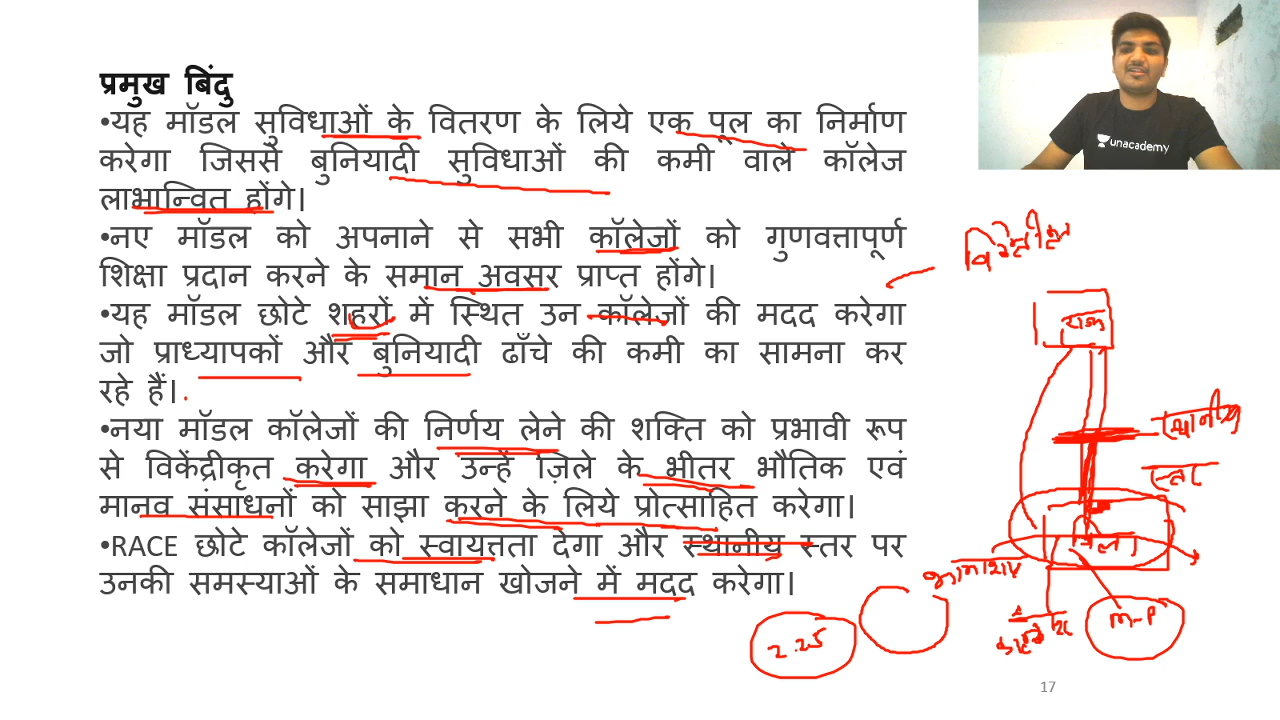 प्रमुख बिंदु
•यह मॉडल सुविधाओं के वितरण के लिये एक पूल का निर्माण
करेगा जिससे बुनियादी सुविधाओं की कमी वाले कॉलेज
लाभान्वित होंगे।
•नए मॉडल को अपनाने से सभी कॉलेजों को गुणवत्तापूर्ण
शिक्षा प्रदान करने के समान अवसर प्राप्त होंगे।
•यह मॉडल छोटे शहरों में स्थित उन कॉलेजों की मदद करेगा
जो प्राध्यापकों और बुनियादी ढाँचे की कमी का सामना कर
रहे हैं।
•नया मॉडल कॉलेजों की निर्णय लेने की शक्ति को प्रभावी रूप
से विकेंद्रीकृत करेगा और उन्हें ज़िले के भीतर भौतिक एवं
मानव संसाधनों को साझा करने के लिये प्रोत्साहित करेगा।
•RACE छोटे कॉलेजों को स्वायत्तता देगा और स्थानीय स्तर पर
उनकी समस्याओं के समाधान खोजने में मदद करेगा।
unacademy
स्थानीय
स्तर
M-P
2.25
17